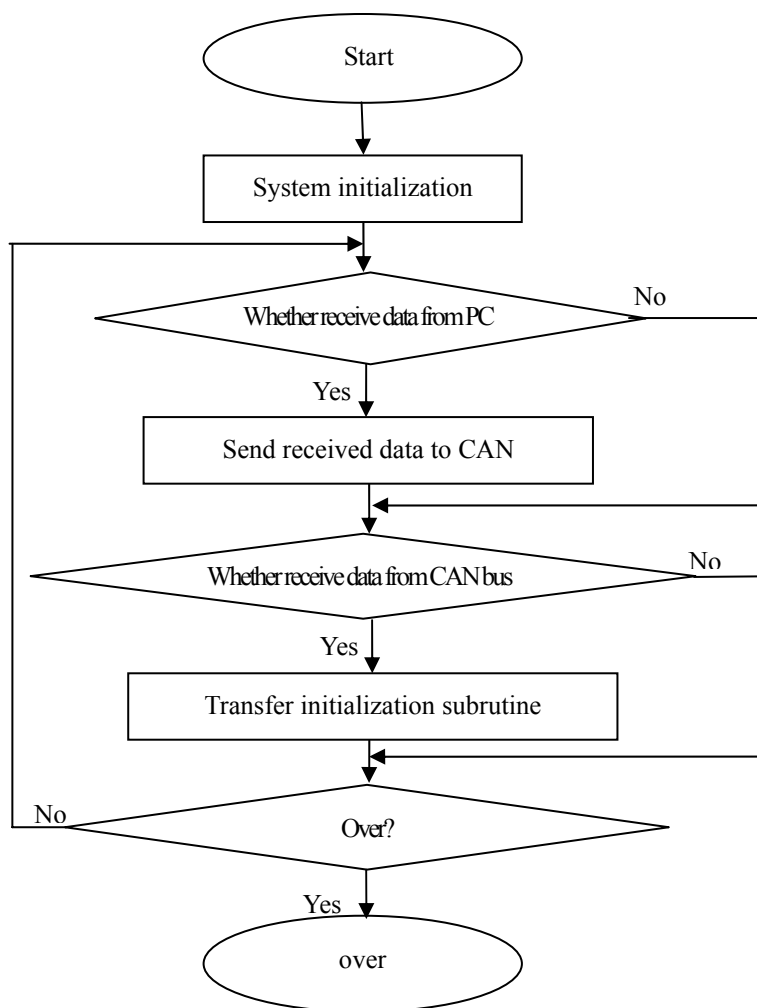 Start
System initialization
Whether receive data from PC
No
Yes
Send received data to CAN
Whether receive data from CAN bus
No
Yes
Transfer initialization subrutine
No
Over?
Yes
over